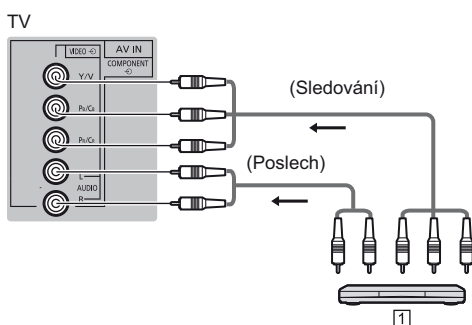 TV
VIDEO
AV IN
COMPONENT
Y/V
PB/CB
PR/CR
L
AUDIO
R
(Sledování)
(Poslech)
1